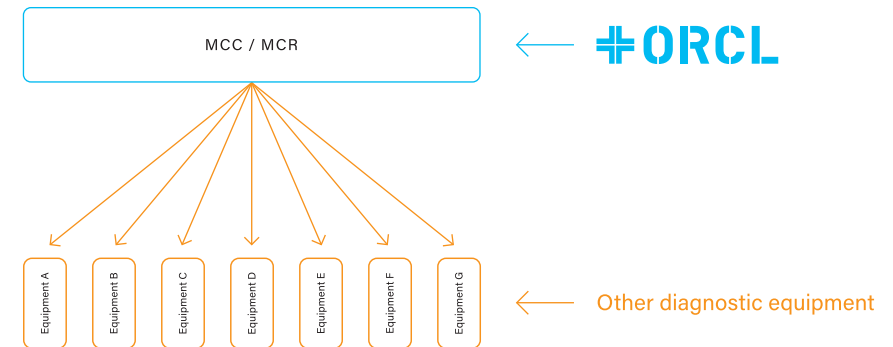 MCC / MCR
ORCL
Equipment A
Equipment B
Equipment C
Equipment D
Equipment E
Equipment F
Equipment G
Other diagnostic equipment